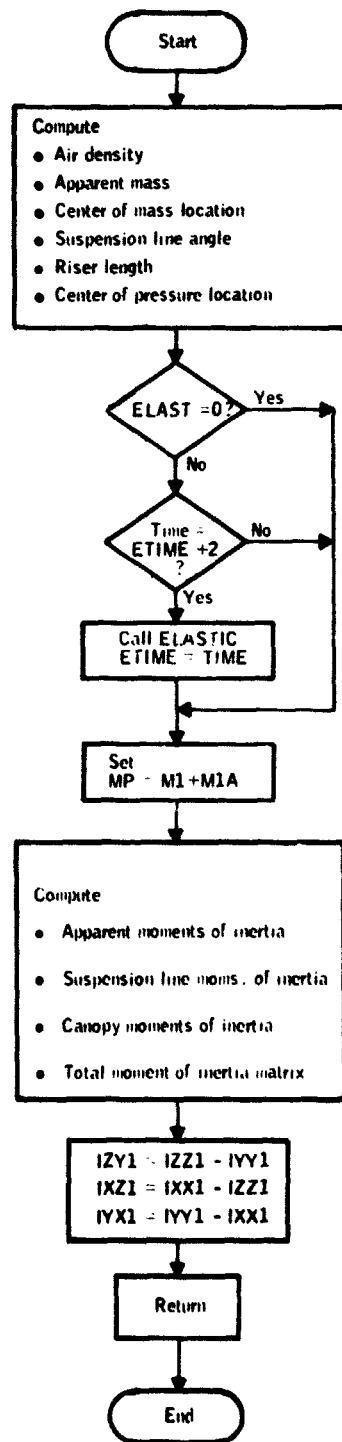 Start
Compute
• Air density
• Apparent mass
• Center of mass location
• Suspension line angle
• Riser length
• Center of pressure location
ELAST =0?
Yes
No
Time =
ETIME +2
?
No
Yes
Call ELASTIC
ETIME = TIME
Set
MP = M1+M1A
Compute
• Apparent moments of inertia
• Suspension line moms. of inertia
• Canopy moments of inertia
• Total moment of inertia matrix
IZY1 = IZZ1 - IYY1
IXZ1 = IXX1 - IZZ1
IYX1 = IYY1 - IXX1
Return
End